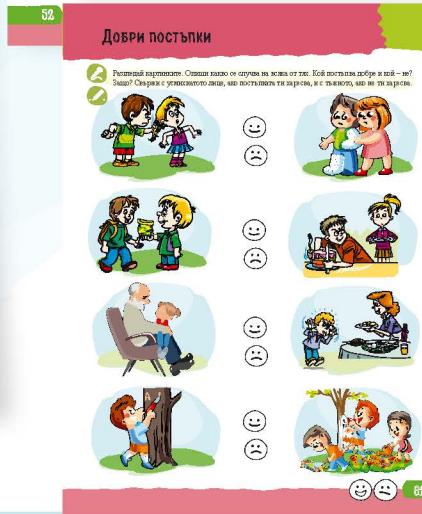 52
Добри постъпки
Разгледай картинките. Опиши какво се случва на всяка от тях. Кой постъпва добре и кой – не?
Защо? Свържи с усмихнатото лице, ако постъпката ти харесва, и с тъжното, ако не ти харесва.
А